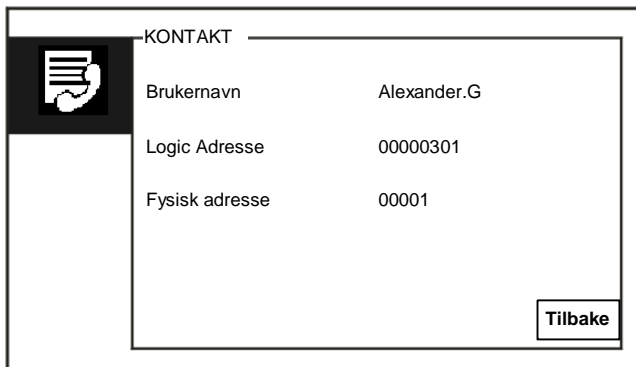 KONTAKT
Brukernavn Alexander.G
Logic Adresse 00000301
Fysisk adresse 00001
Tilbake